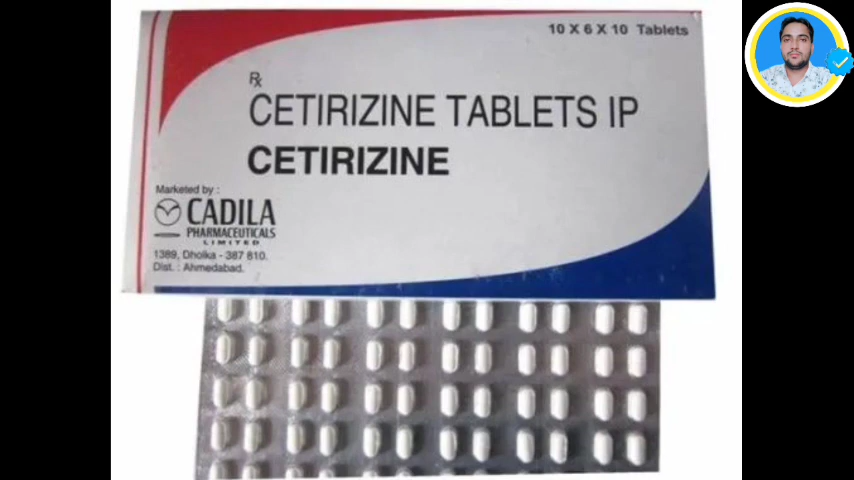 10 X 6 X 10 Tablets
Rx
CETIRIZINE TABLETS IP
CETIRIZINE
Marketed by :
CADILA
PHARMACEUTICALS
LIMITED
1389, Dholka - 387 810.
Dist. : Ahmedabad.